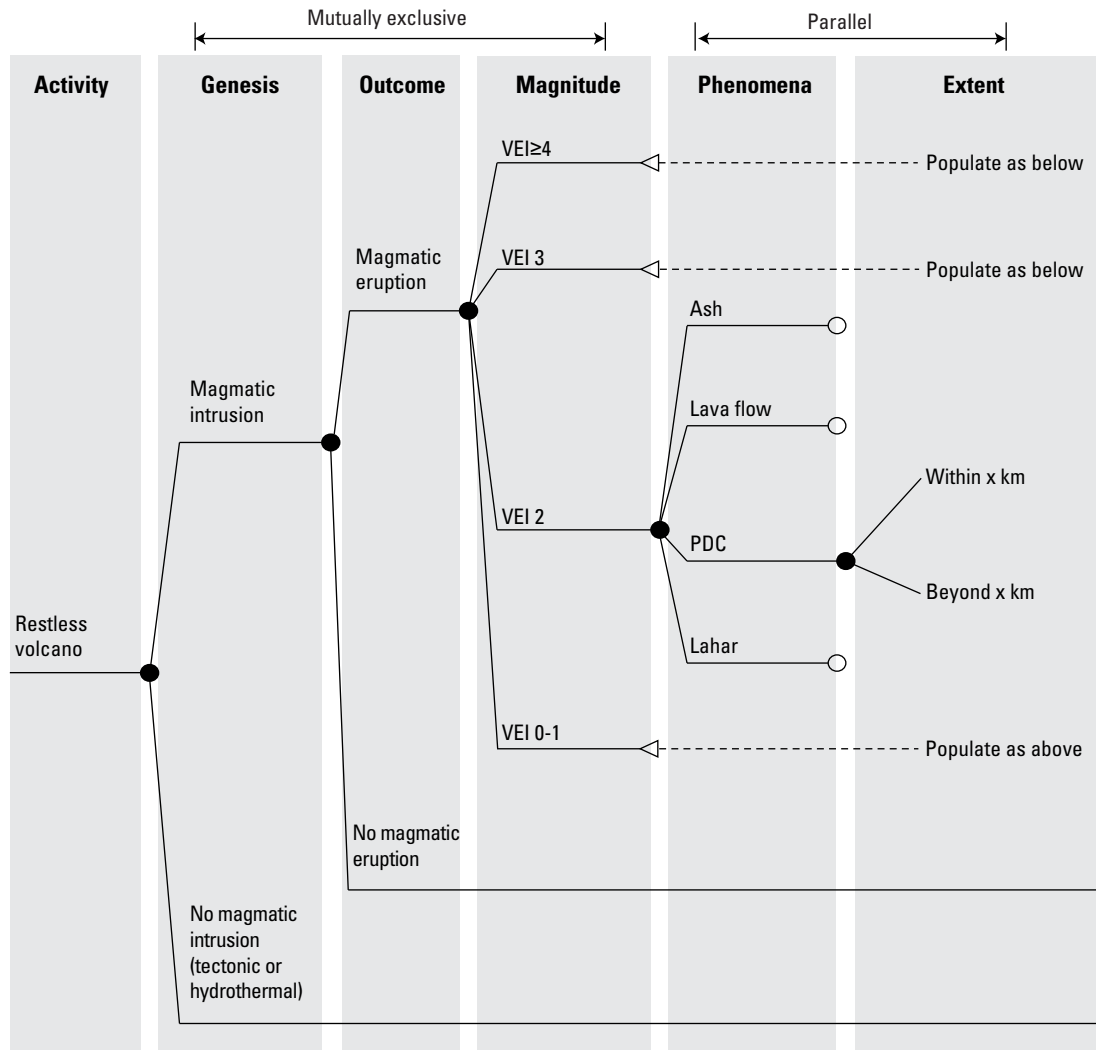 Mutually exclusive
Parallel
Activity
Genesis
Outcome
Magnitude
Phenomena
Extent
VEI≥4
Populate as below
Magmatic
eruption
VEI 3
Populate as below
Ash
Magmatic
intrusion
Lava flow
Within x km
VEI 2
PDC
Beyond x km
Restless
volcano
Lahar
VEI 0-1
Populate as above
No magmatic
eruption
No magmatic
intrusion
(tectonic or
hydrothermal)